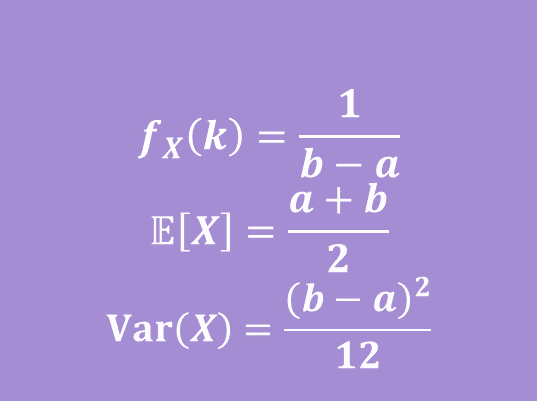 f_X(k) = 1/(b − a)
𝔼[X] = (a + b)/2
Var(X) = (b − a)²/12